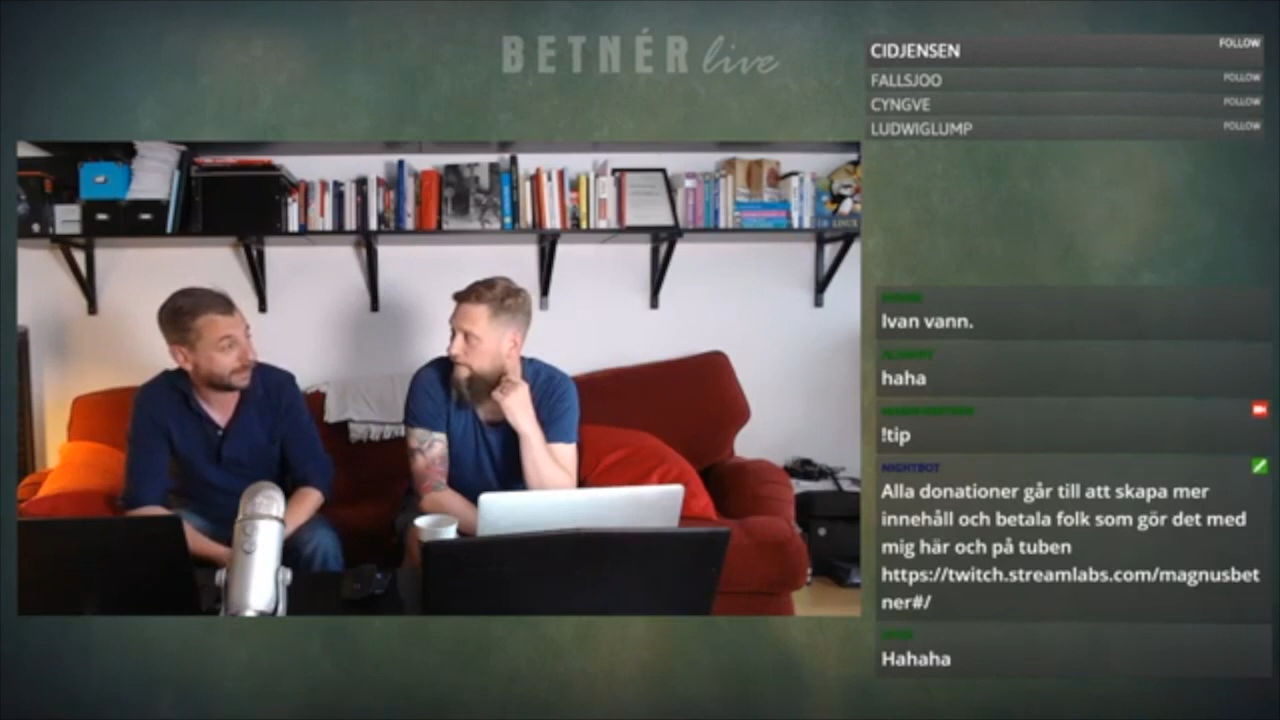 BETNÉR live
CIDJENSEN FOLLOW
FALLSJOO FOLLOW
CYNGVE FOLLOW
LUDWIGLUMP FOLLOW
Ivan vann.
haha
!tip
NIGHTBOT
Alla donationer går till att skapa mer
innehåll och betala folk som gör det med
mig här och på tuben
https://twitch.streamlabs.com/magnusbet
ner#/
Hahaha